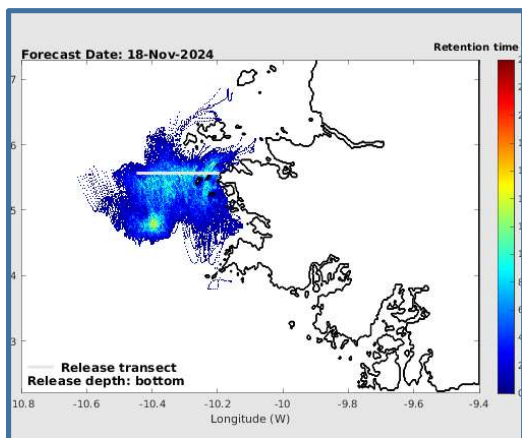 Retention time
Forecast Date: 18-Nov-2024
7
6
5
4
3
Release transect
Release depth: bottom
10.8 -10.6 -10.4 -10.2 -10 -9.8 -9.6 -9.4
Longitude (W)